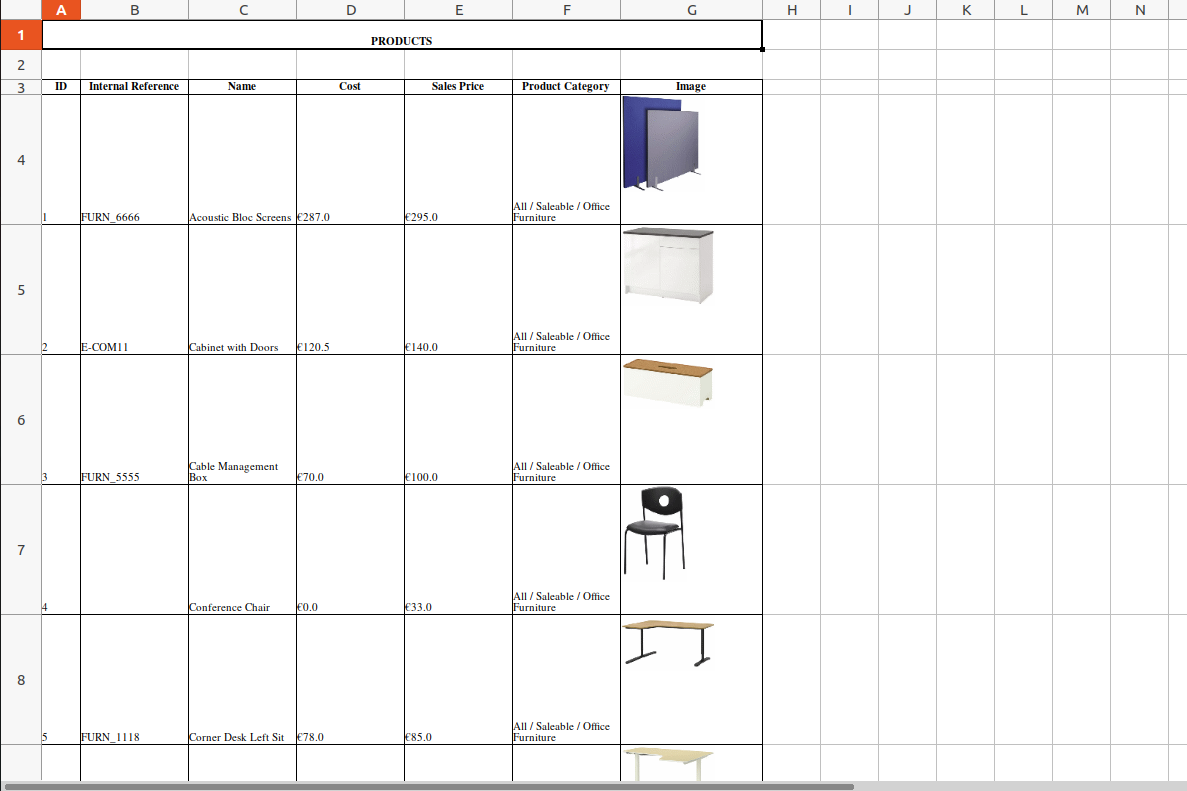 A B C D E F G H I J K L M N
1 PRODUCTS
2
3 ID Internal Reference Name Cost Sales Price Product Category Image
4
All / Saleable / Office
1 FURN_6666 Acoustic Bloc Screens €287.0 €295.0 Furniture
5
All / Saleable / Office
2 E-COM11 Cabinet with Doors €120.5 €140.0 Furniture
6
Cable Management All / Saleable / Office
3 FURN_5555 Box €70.0 €100.0 Furniture
7
All / Saleable / Office
4 Conference Chair €0.0 €33.0 Furniture
8
All / Saleable / Office
5 FURN_1118 Corner Desk Left Sit €78.0 €85.0 Furniture